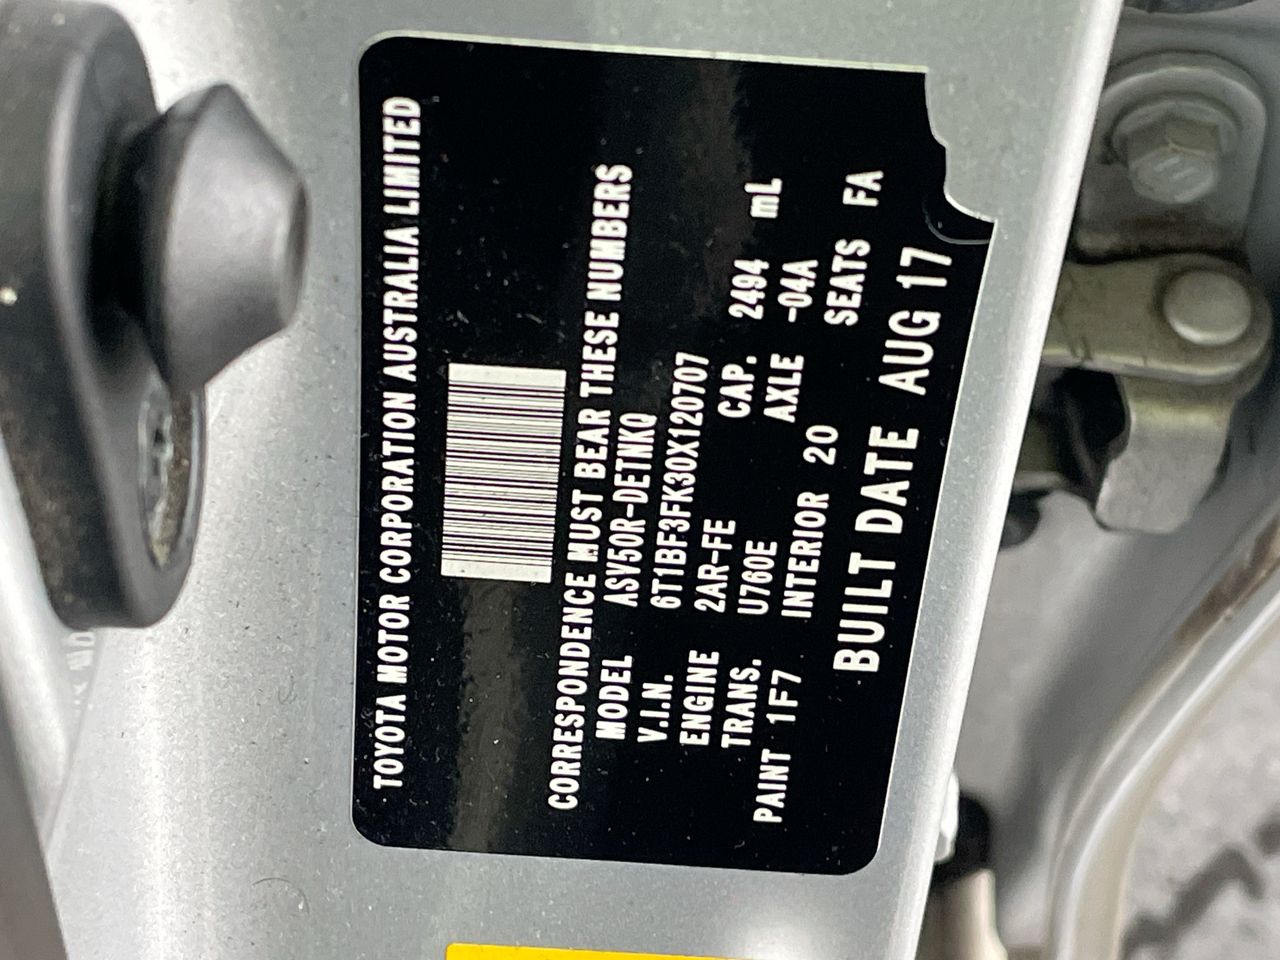 TOYOTA MOTOR CORPORATION AUSTRALIA LIMITED
CORRESPONDENCE MUST BEAR THESE NUMBERS
MODEL ASV50R-DETNKQ
V.I.N. 6T1BF3FK30X120707
ENGINE 2AR-FE CAP. 2494 mL
TRANS. U760E AXLE -04A
PAINT 1F7 INTERIOR 20 SEATS FA
BUILT DATE AUG 17